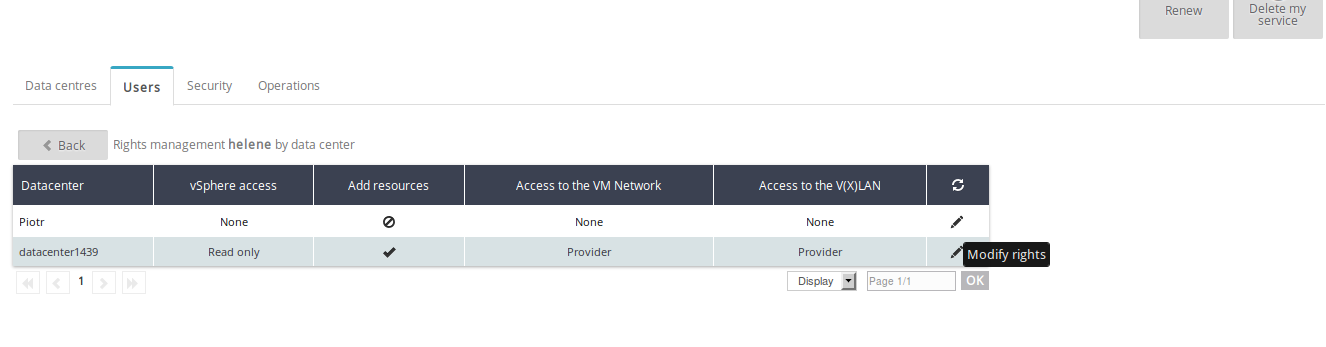 Renew
Delete my
service
Data centres
Users
Security
Operations
Back
Rights management helene by data center
Datacenter vSphere access Add resources Access to the VM Network Access to the V(X)LAN
Piotr None None None
datacenter1439 Read only Provider Provider
Modify rights
1
Display
Page 1/1
OK